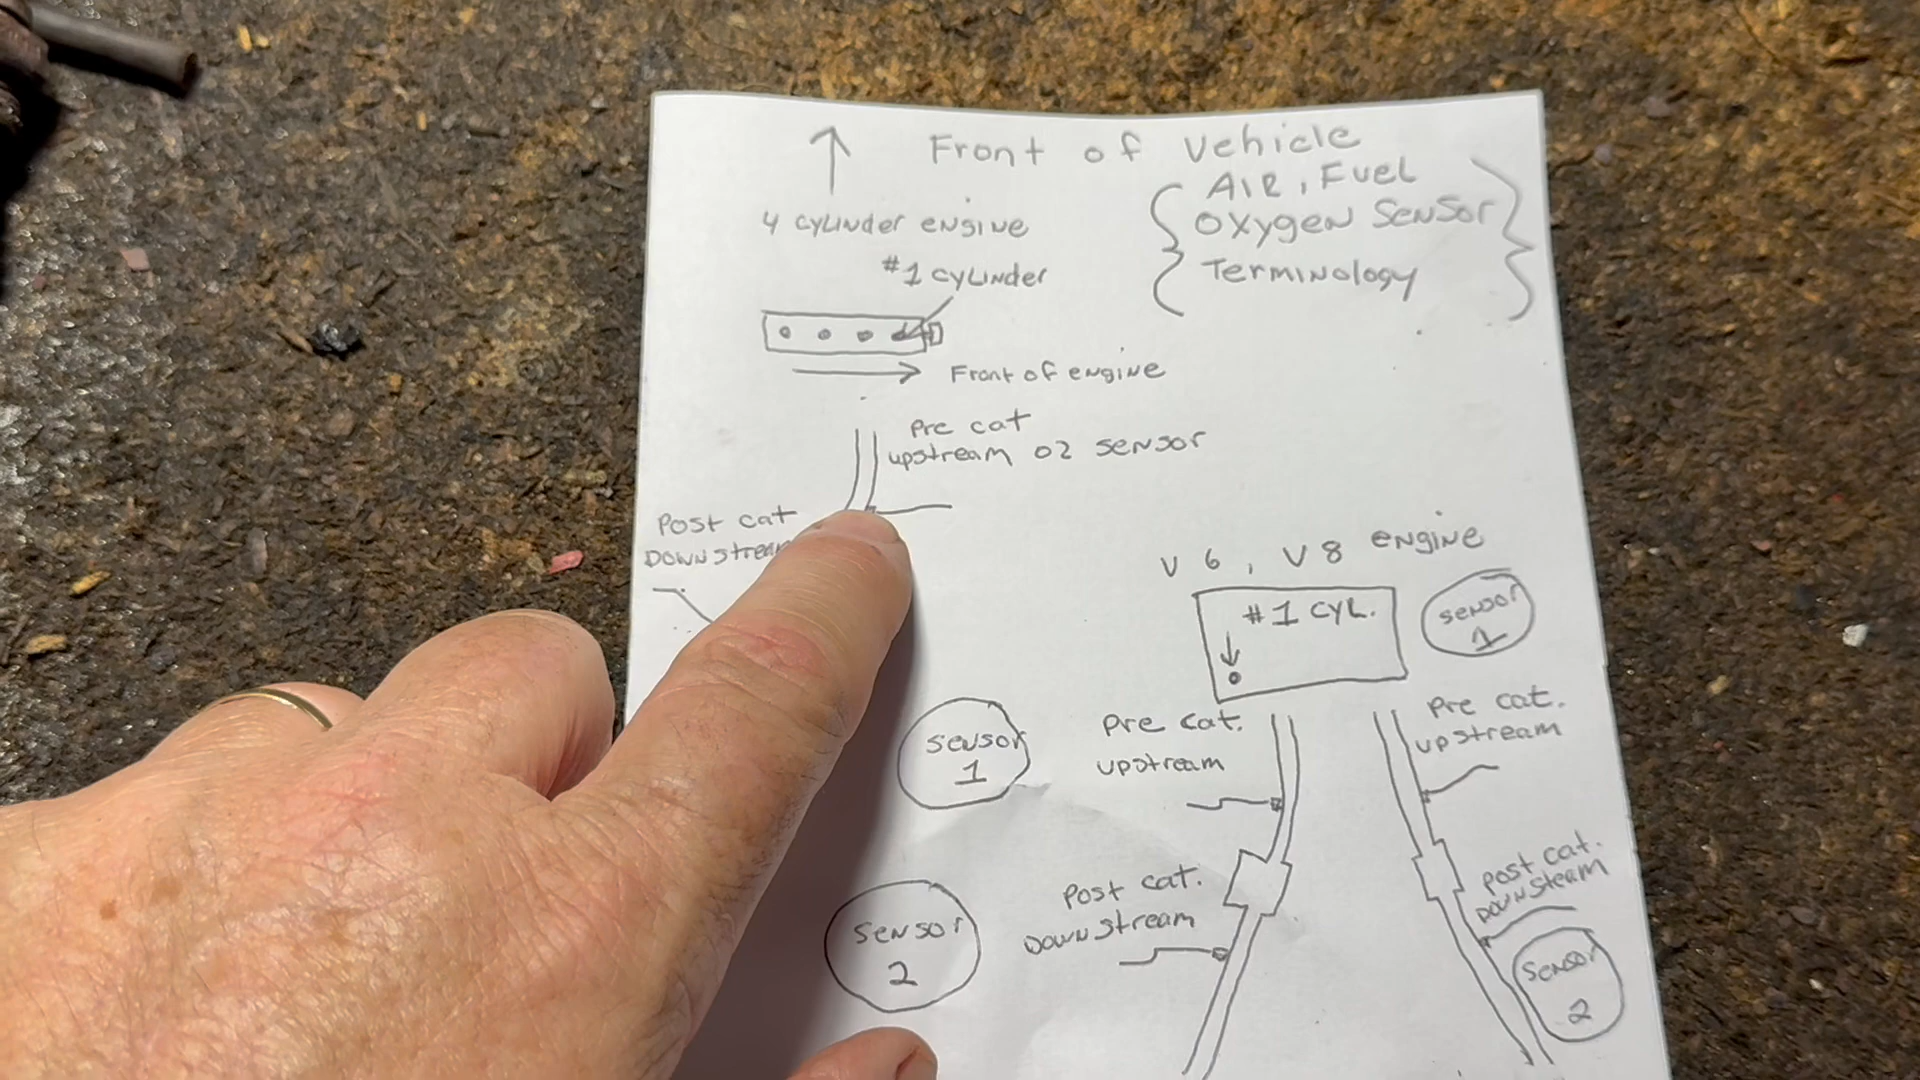 Front of Vehicle
AIR, Fuel
Oxygen Sensor
Terminology
4 cylinder engine
#1 cylinder
Front of engine
Pre cat
upstream O2 sensor
Post cat
Downstream
V6, V8 engine
#1 CYL.
Sensor
1
Sensor
1
Pre cat.
upstream
Pre cat.
upstream
Post cat.
Downstream
Post cat.
Downsteam
Sensor
2
Sensor
2